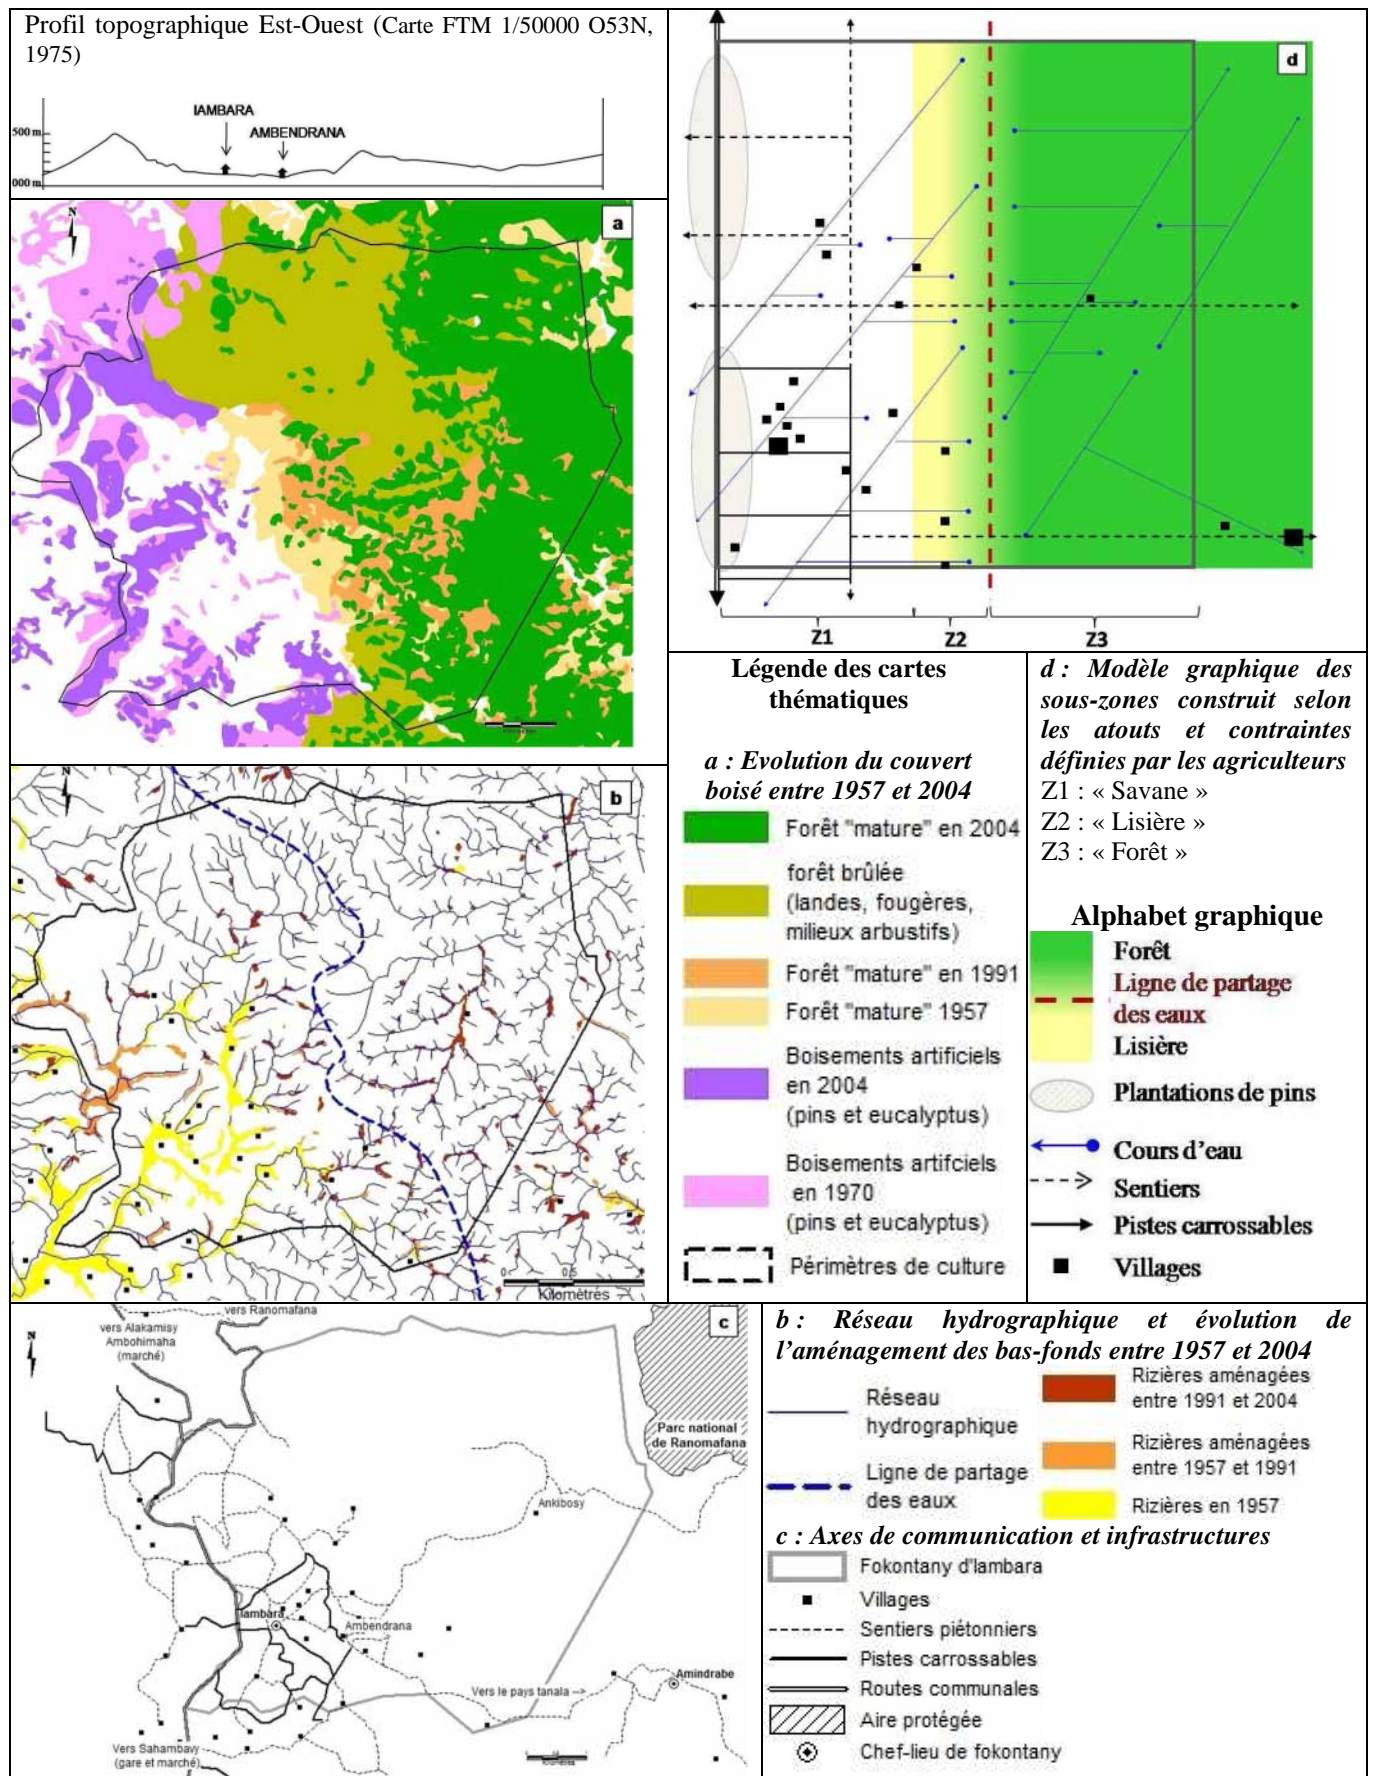 Profil topographique Est-Ouest (Carte FTM 1/50000 O53N,
1975)
IAMBARA
AMBENDRANA
500 m
000 m
N
a
b
N
0 0,5
Kilomètres
d
Z1 Z2 Z3
Légende des cartes
thématiques
a : Evolution du couvert
boisé entre 1957 et 2004
Forêt "mature" en 2004
forêt brûlée
(landes, fougères,
milieux arbustifs)
Forêt "mature" en 1991
Forêt "mature" 1957
Boisements artificiels
en 2004
(pins et eucalyptus)
Boisements artifciels
en 1970
(pins et eucalyptus)
Périmètres de culture
d : Modèle graphique des
sous-zones construit selon
les atouts et contraintes
définies par les agriculteurs
Z1 : « Savane »
Z2 : « Lisière »
Z3 : « Forêt »
Alphabet graphique
Forêt
Ligne de partage
des eaux
Lisière
Plantations de pins
Cours d'eau
Sentiers
Pistes carrossables
Villages
c
N
vers Ranomafana
vers Alakamisy
Ambohimaha
(marché)
Parc national
de Ranomafana
Ankibosy
Iambara
Ambendrana
Amindrabe
Vers le pays tanala
Vers Sahambavy
(gare et marché)
b : Réseau hydrographique et évolution de
l'aménagement des bas-fonds entre 1957 et 2004
Réseau
hydrographique
Ligne de partage
des eaux
Rizières aménagées
entre 1991 et 2004
Rizières aménagées
entre 1957 et 1991
Rizières en 1957
c : Axes de communication et infrastructures
Fokontany d'Iambara
Villages
Sentiers piétonniers
Pistes carrossables
Routes communales
Aire protégée
Chef-lieu de fokontany